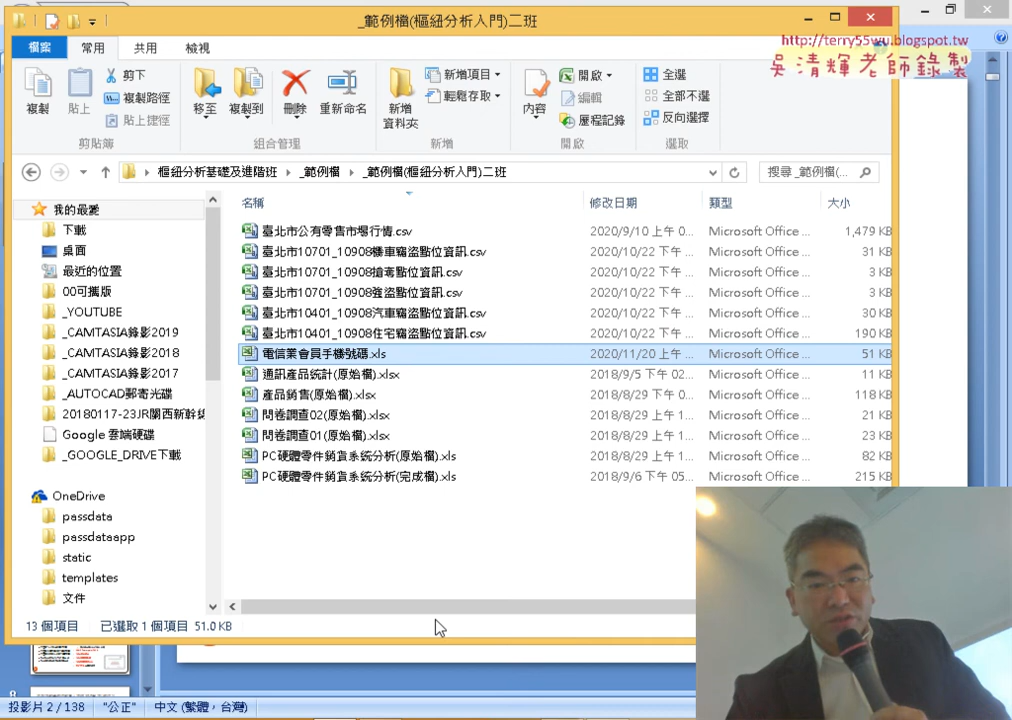 _範例檔(樞紐分析入門)二班
http://terry55wu.blogspot.tw
吳清輝老師錄製
檔案 常用 共用 檢視
複製 貼上 剪下 複製路徑 貼上捷徑 剪貼簿
移至 複製到 刪除 重新命名 組合管理
新增資料夾 新增項目 輕鬆存取 新增
內容 開啟 編輯 歷程記錄 開啟
全選 全部不選 反向選擇 選取
樞紐分析基礎及進階班 _範例檔 _範例檔(樞紐分析入門)二班 搜尋 _範例檔(...
名稱 修改日期 類型 大小
我的最愛
下載
桌面
最近的位置
00可攜版
_YOUTUBE
_CAMTASIA錄影2019
_CAMTASIA錄影2018
_CAMTASIA錄影2017
_AUTOCAD郵寄光碟
20180117-23JR關西新幹線
Google 雲端硬碟
_GOOGLE_DRIVE下載
OneDrive
passdata
passdataapp
static
templates
文件
臺北市公有零售市場行情.csv 2020/9/10 上午 0... Microsoft Office ... 1,479 KB
臺北市10701_10908機車竊盜點位資訊.csv 2020/10/22 下午 ... Microsoft Office ... 31 KB
臺北市10701_10908搶奪點位資訊.csv 2020/10/22 下午 ... Microsoft Office ... 3 KB
臺北市10701_10908強盜點位資訊.csv 2020/10/22 下午 ... Microsoft Office ... 3 KB
臺北市10401_10908汽車竊盜點位資訊.csv 2020/10/22 下午 ... Microsoft Office ... 30 KB
臺北市10401_10908住宅竊盜點位資訊.csv 2020/10/22 下午 ... Microsoft Office ... 190 KB
電信業會員手機號碼.xls 2020/11/20 上午 ... Microsoft Office ... 51 KB
通訊產品統計(原始檔).xlsx 2018/9/5 下午 02... Microsoft Office ... 11 KB
產品銷售(原始檔).xlsx 2018/8/29 下午 0... Microsoft Office ... 118 KB
問卷調查02(原始檔).xlsx 2018/8/29 上午 1... Microsoft Office ... 21 KB
問卷調查01(原始檔).xlsx 2018/8/29 上午 1... Microsoft Office ... 23 KB
PC硬體零件銷貨系統分析(原始檔).xls 2018/8/29 上午 1... Microsoft Office ... 82 KB
PC硬體零件銷貨系統分析(完成檔).xls 2018/9/6 下午 05... Microsoft Office ... 215 KB
13 個項目 已選取 1 個項目 51.0 KB
8
投影片 2 / 138 "公正" 中文 (繁體，台灣)